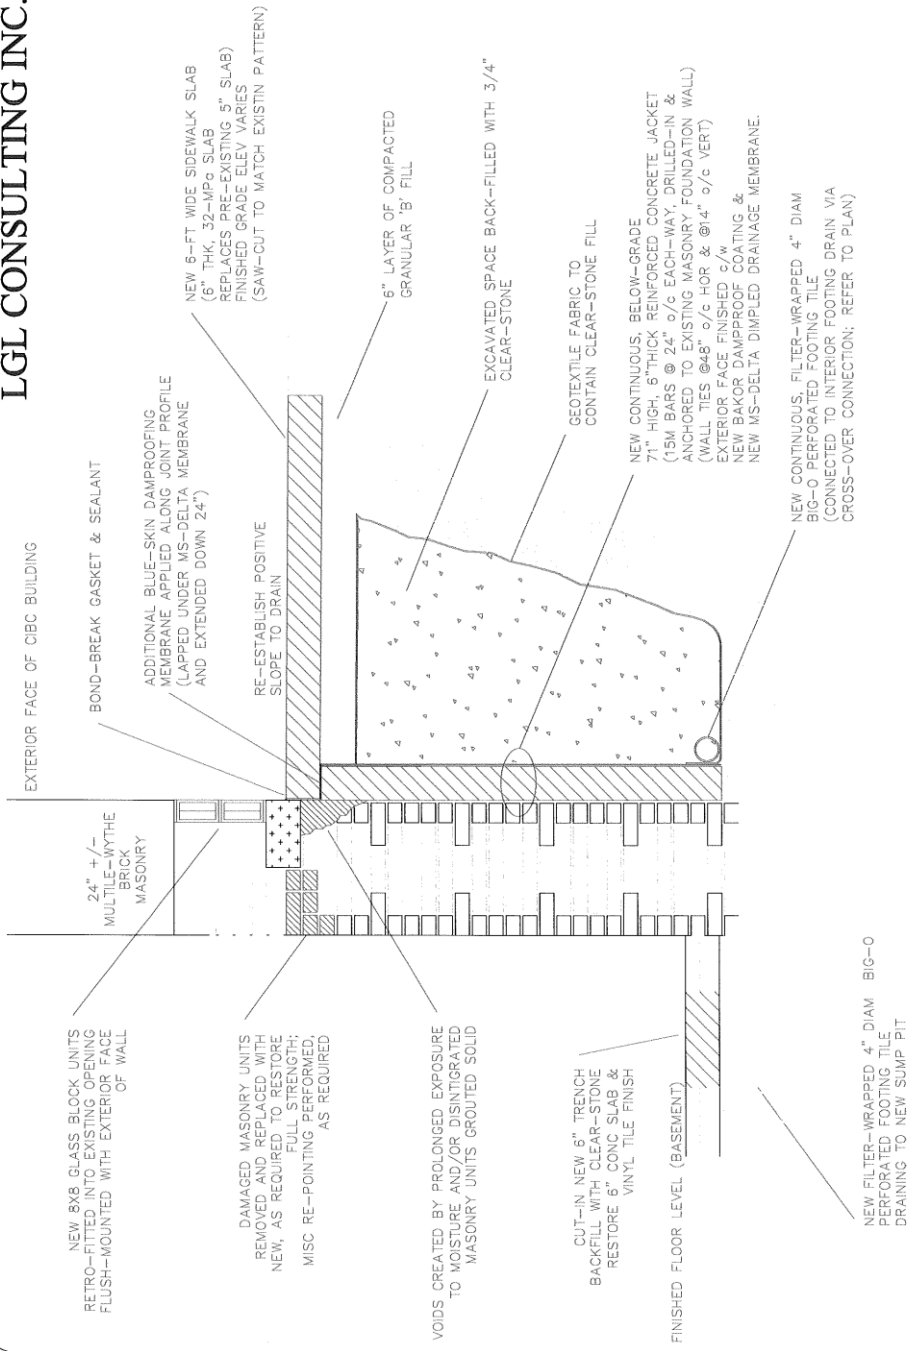 LGL CONSULTING INC.
EXTERIOR FACE OF CIBC BUILDING
BOND-BREAK GASKET & SEALANT
ADDITIONAL BLUE-SKIN DAMPROOFING
MEMBRANE APPLIED ALONG JOINT PROFILE
(LAPPED UNDER MS-DELTA MEMBRANE
AND EXTENDED DOWN 24")
RE-ESTABLISH POSITIVE
SLOPE TO DRAIN
NEW 6-FT WIDE SIDEWALK SLAB
(6" THK, 32-MPa SLAB
REPLACES PRE-EXISTING 5" SLAB)
FINISHED GRADE ELEV VARIES
(SAW-CUT TO MATCH EXISTIN PATTERN)
6" LAYER OF COMPACTED
GRANULAR 'B' FILL
EXCAVATED SPACE BACK-FILLED WITH 3/4"
CLEAR-STONE
GEOTEXTILE FABRIC TO
CONTAIN CLEAR-STONE FILL
NEW CONTINUOUS, BELOW-GRADE
71" HIGH, 6"THICK REINFORCED CONCRETE JACKET
(15M BARS @ 24" o/c EACH-WAY, DRILLED-IN &
ANCHORED TO EXISTING MASONRY FOUNDATION WALL)
(WALL TIES @48" o/c HOR & @14" o/c VERT)
EXTERIOR FACE FINISHED c/w
NEW BAKOR DAMPPROOF COATING &
NEW MS-DELTA DIMPLED DRAINAGE MEMBRANE.
NEW CONTINUOUS, FILTER-WRAPPED 4" DIAM
BIG-O PERFORATED FOOTING TILE
(CONNECTED TO INTERIOR FOOTING DRAIN VIA
CROSS-OVER CONNECTION; REFER TO PLAN)
24" +/-
MULTILE-WYTHE
BRICK
MASONRY
NEW 8X8 GLASS BLOCK UNITS
RETRO-FITTED INTO EXISTING OPENING
FLUSH-MOUNTED WITH EXTERIOR FACE
OF WALL
DAMAGED MASONRY UNITS
REMOVED AND REPLACED WITH
NEW, AS REQUIRED TO RESTORE
FULL STRENGTH;
MISC RE-POINTING PERFORMED,
AS REQUIRED
VOIDS CREATED BY PROLONGED EXPOSURE
TO MOISTURE AND/OR DISINTIGRATED
MASONRY UNITS GROUTED SOLID
CUT-IN NEW 6" TRENCH
BACKFILL WITH CLEAR-STONE
RESTORE 6" CONC SLAB &
VINYL TILE FINISH
FINISHED FLOOR LEVEL (BASEMENT)
NEW FILTER-WRAPPED 4" DIAM BIG-O
PERFORATED FOOTING TILE
DRAINING TO NEW SUMP PIT